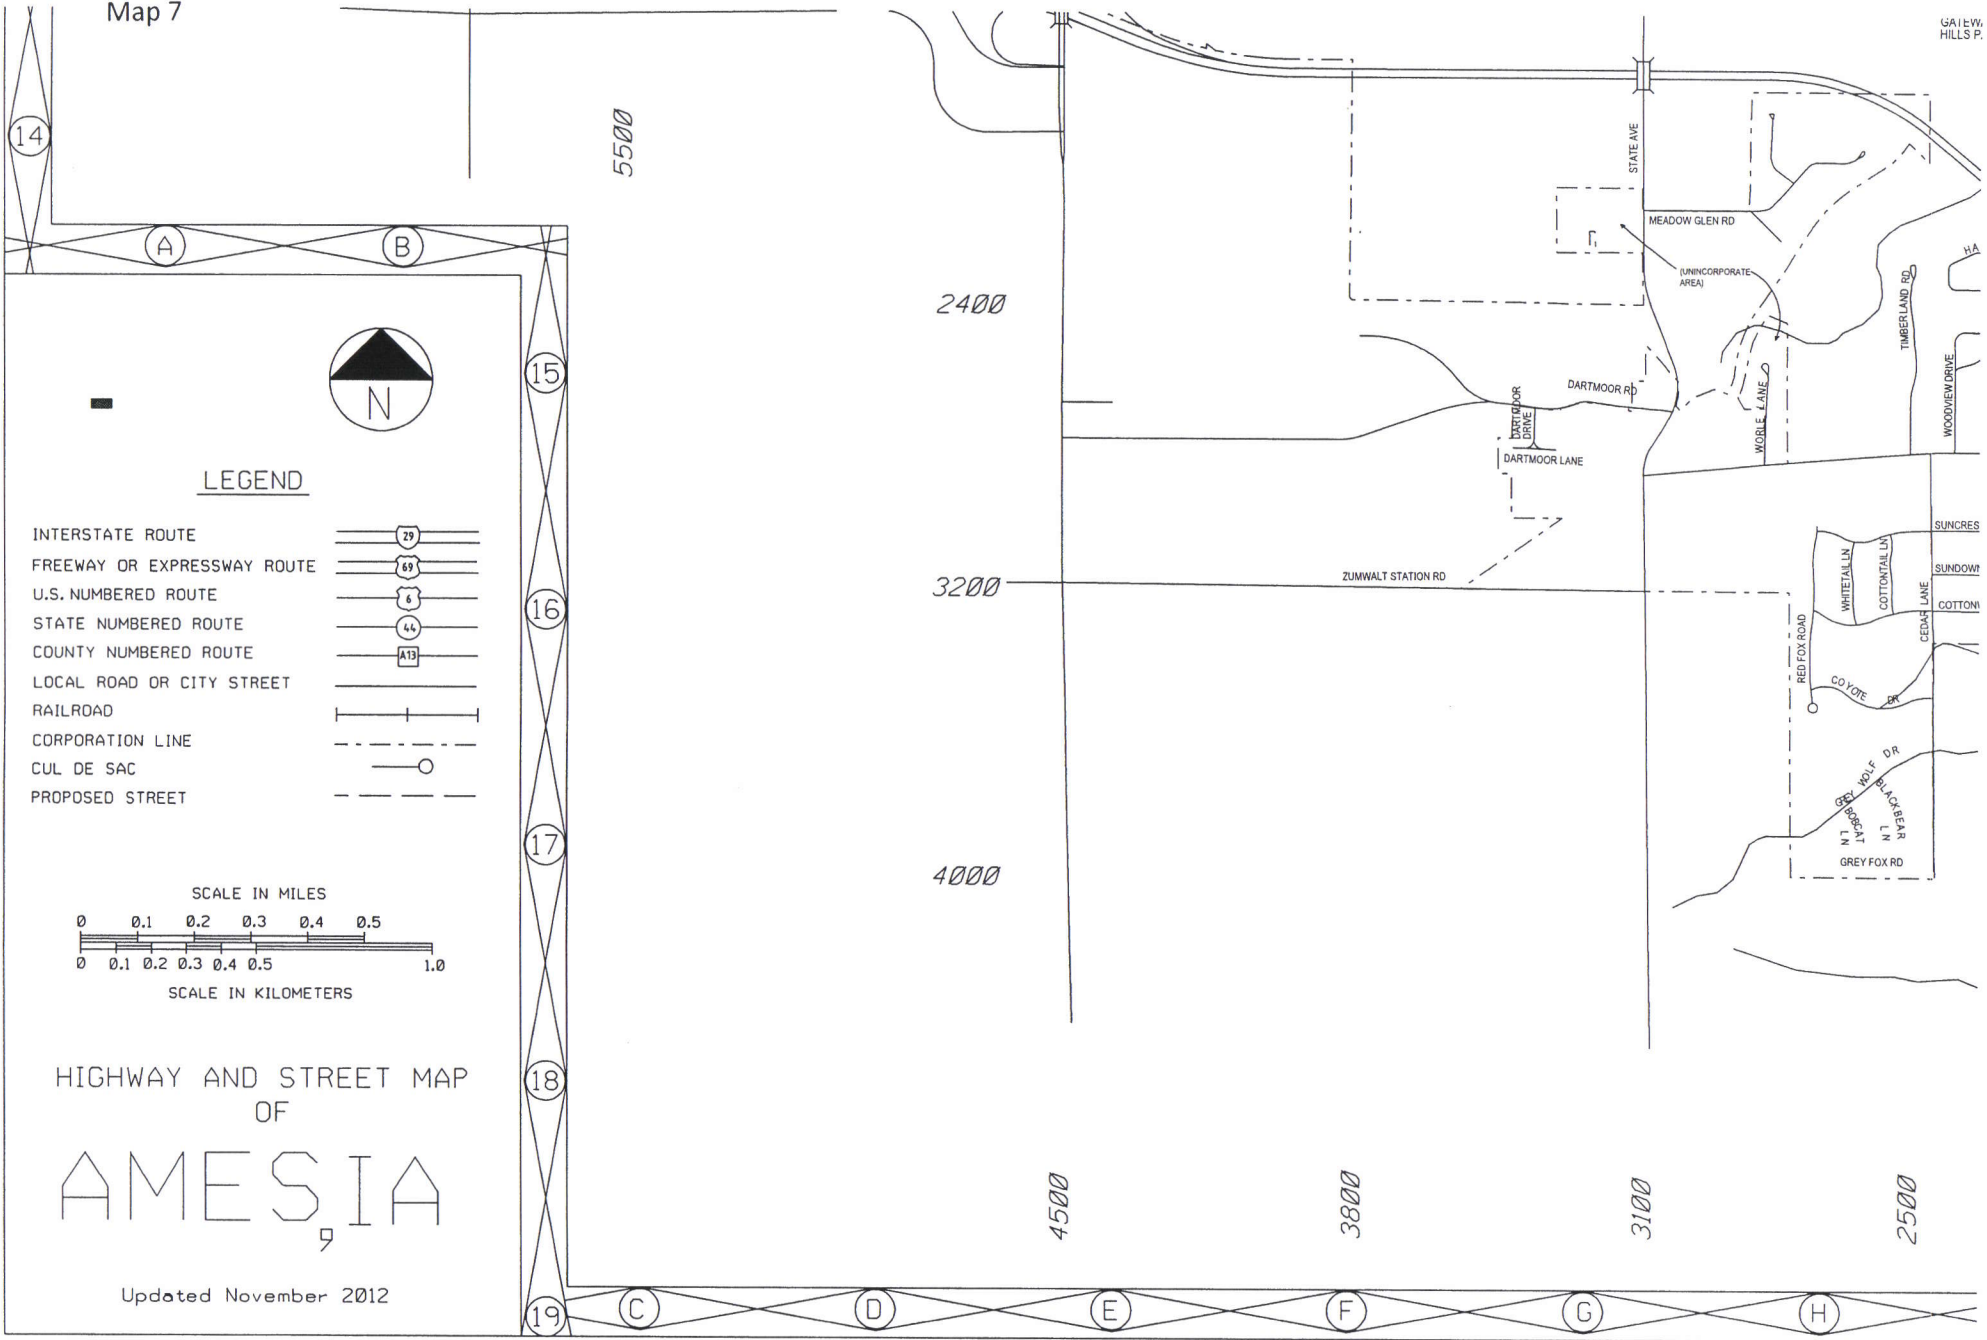 Map 7
GATEW
HILLS P.
14
5500
STATE AVE
MEADOW GLEN RD
A
B
(UNINCORPORATE
AREA)
HA
2400
TIMBERLAND RD
15
N
DARTMOOR RD
DARTMOOR
DRIVE
WORLE LANE
WOODVIEW DRIVE
DARTMOOR LANE
LEGEND
INTERSTATE ROUTE 29
FREEWAY OR EXPRESSWAY ROUTE 69
U.S. NUMBERED ROUTE 6
STATE NUMBERED ROUTE 44
COUNTY NUMBERED ROUTE A13
LOCAL ROAD OR CITY STREET
RAILROAD
CORPORATION LINE
CUL DE SAC
PROPOSED STREET
SUNCRES
ZUMWALT STATION RD
SUNDOWN
3200
WHITETAIL LN
COTTONTAIL LN
CEDAR LANE
COTTONW
16
RED FOX ROAD
COYOTE DR
GREY WOLF DR
BOBCAT
LN
BLACKBEAR
LN
GREY FOX RD
17
4000
SCALE IN MILES
0 0.1 0.2 0.3 0.4 0.5
0 0.1 0.2 0.3 0.4 0.5 1.0
SCALE IN KILOMETERS
HIGHWAY AND STREET MAP
OF
AMES, IA
Updated November 2012
18
4500
3800
3100
2500
19
C
D
E
F
G
H